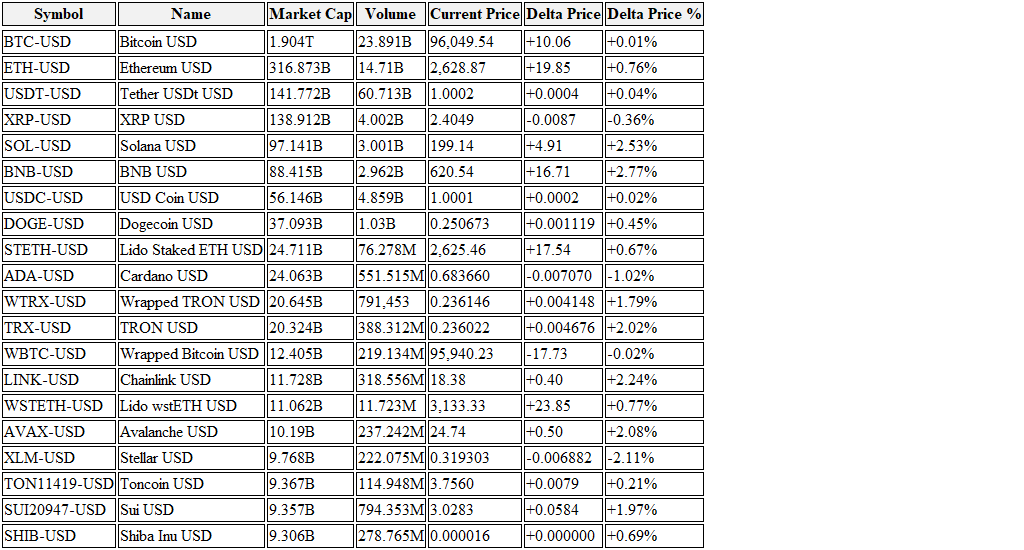 Symbol Name Market Cap Volume Current Price Delta Price Delta Price %
BTC-USD Bitcoin USD 1.904T 23.891B 96,049.54 +10.06 +0.01%
ETH-USD Ethereum USD 316.873B 14.71B 2,628.87 +19.85 +0.76%
USDT-USD Tether USDt USD 141.772B 60.713B 1.0002 +0.0004 +0.04%
XRP-USD XRP USD 138.912B 4.002B 2.4049 -0.0087 -0.36%
SOL-USD Solana USD 97.141B 3.001B 199.14 +4.91 +2.53%
BNB-USD BNB USD 88.415B 2.962B 620.54 +16.71 +2.77%
USDC-USD USD Coin USD 56.146B 4.859B 1.0001 +0.0002 +0.02%
DOGE-USD Dogecoin USD 37.093B 1.03B 0.250673 +0.001119 +0.45%
STETH-USD Lido Staked ETH USD 24.711B 76.278M 2,625.46 +17.54 +0.67%
ADA-USD Cardano USD 24.063B 551.515M 0.683660 -0.007070 -1.02%
WTRX-USD Wrapped TRON USD 20.645B 791,453 0.236146 +0.004148 +1.79%
TRX-USD TRON USD 20.324B 388.312M 0.236022 +0.004676 +2.02%
WBTC-USD Wrapped Bitcoin USD 12.405B 219.134M 95,940.23 -17.73 -0.02%
LINK-USD Chainlink USD 11.728B 318.556M 18.38 +0.40 +2.24%
WSTETH-USD Lido wstETH USD 11.062B 11.723M 3,133.33 +23.85 +0.77%
AVAX-USD Avalanche USD 10.19B 237.242M 24.74 +0.50 +2.08%
XLM-USD Stellar USD 9.768B 222.075M 0.319303 -0.006882 -2.11%
TON11419-USD Toncoin USD 9.367B 114.948M 3.7560 +0.0079 +0.21%
SUI20947-USD Sui USD 9.357B 794.353M 3.0283 +0.0584 +1.97%
SHIB-USD Shiba Inu USD 9.306B 278.765M 0.000016 +0.000000 +0.69%